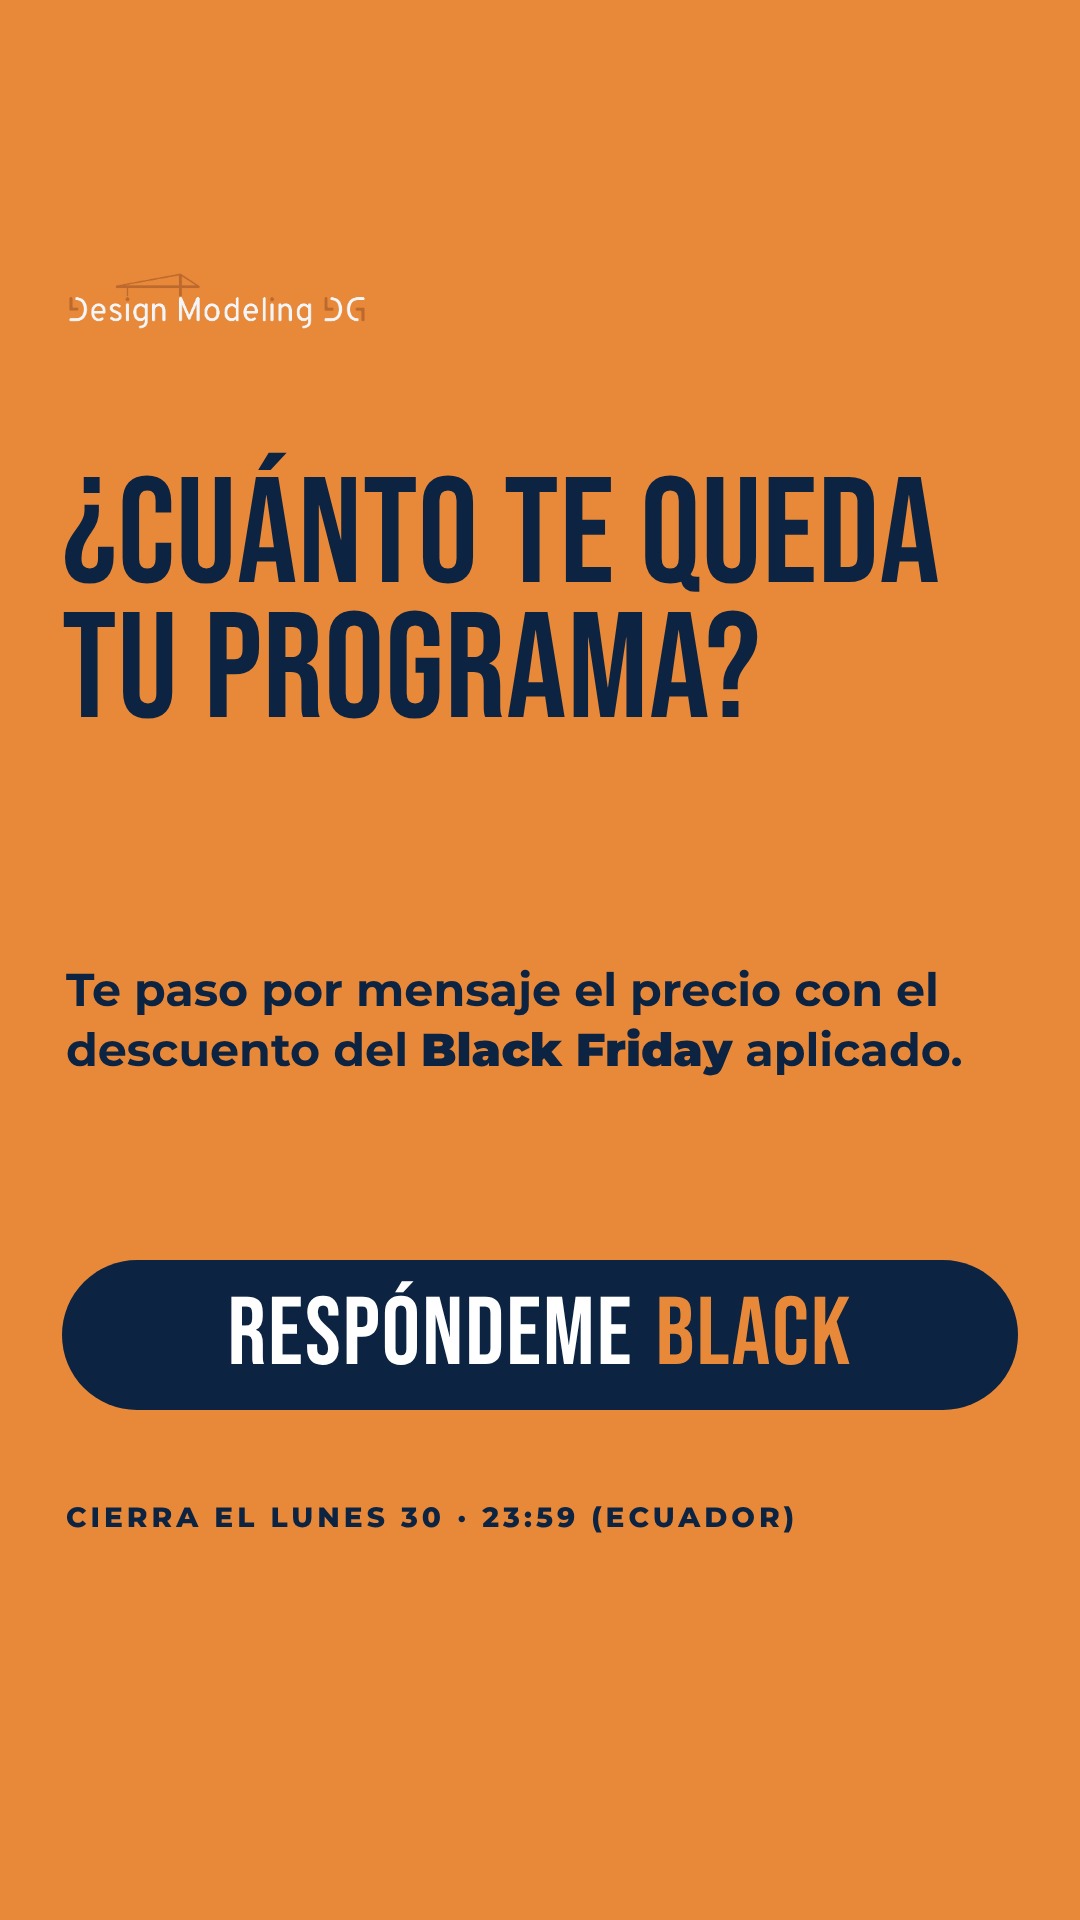 Design Modeling DG
¿CUÁNTO TE QUEDA
TU PROGRAMA?
Te paso por mensaje el precio con el
descuento del Black Friday aplicado.
RESPÓNDEME BLACK
CIERRA EL LUNES 30 · 23:59 (ECUADOR)